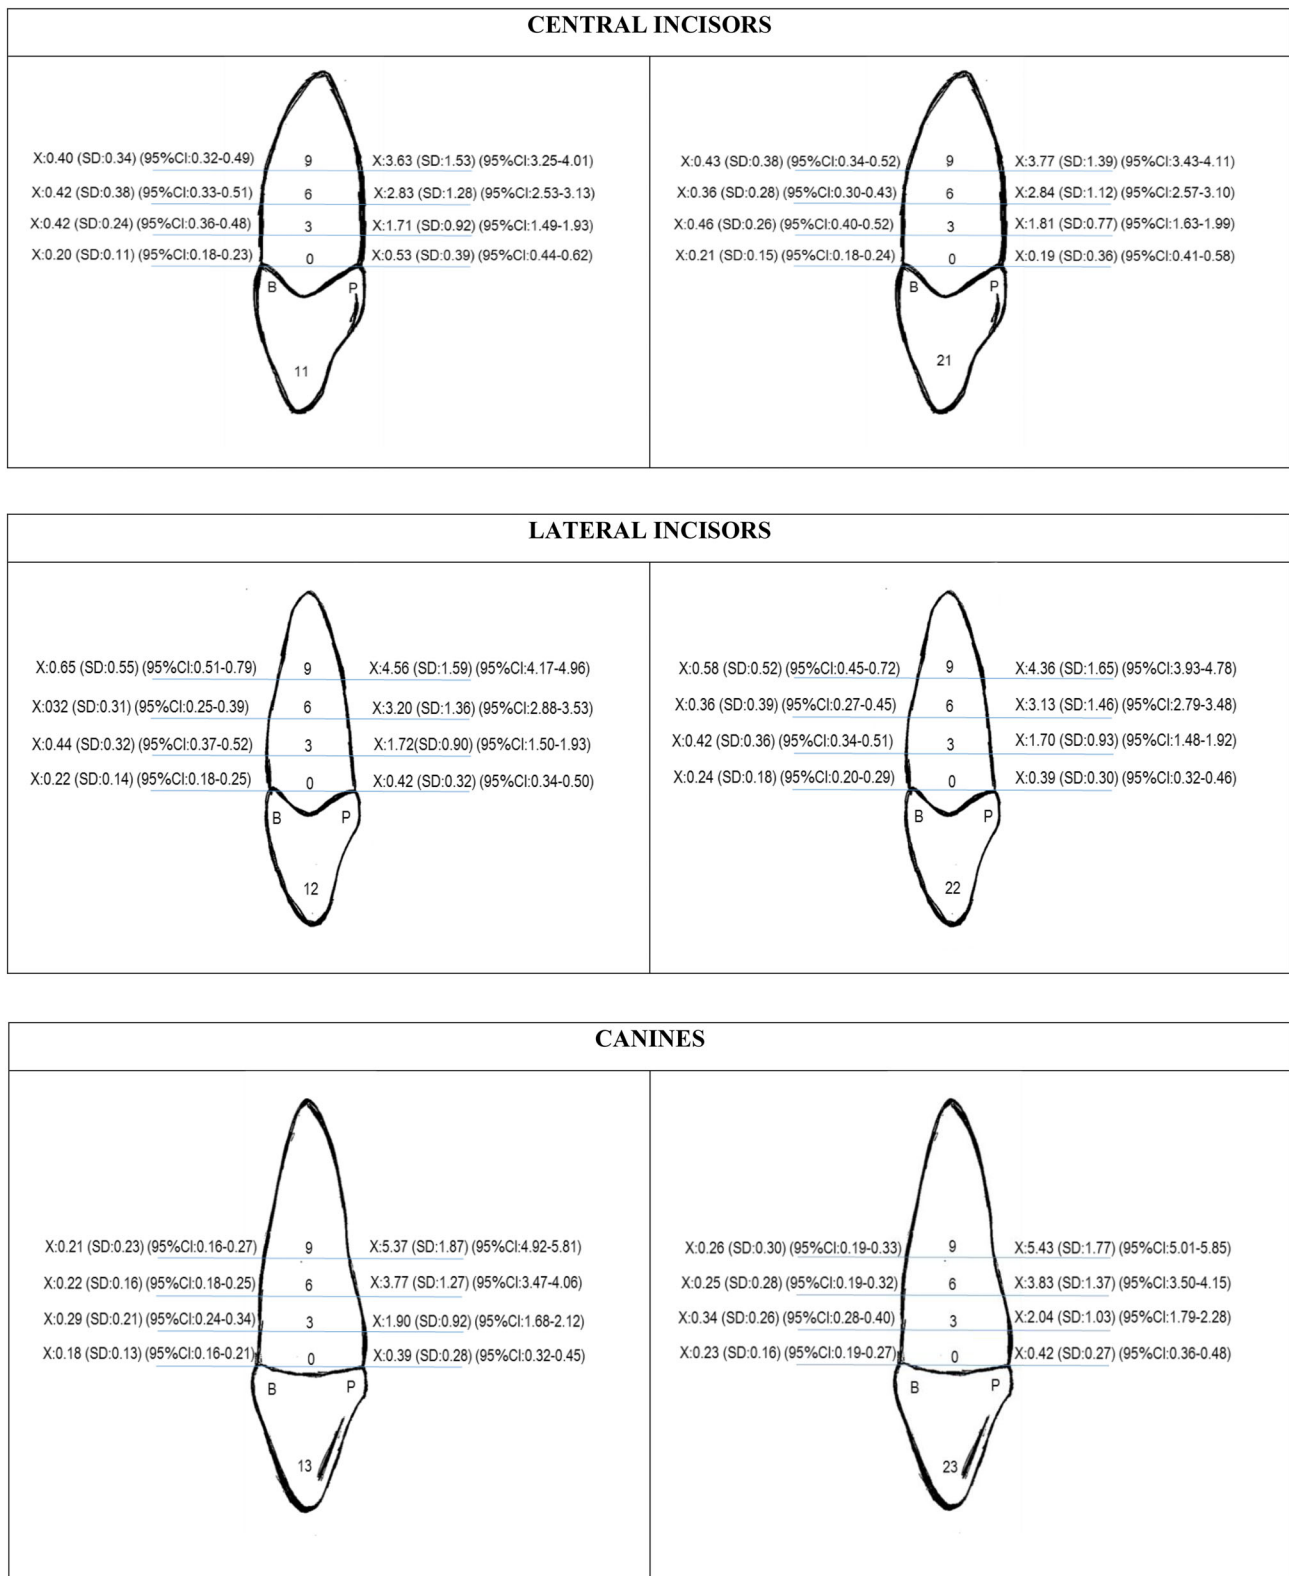 CENTRAL INCISORS
X:0.40 (SD:0.34) (95%CI:0.32-0.49) 9 X:3.63 (SD:1.53) (95%CI:3.25-4.01)
X:0.42 (SD:0.38) (95%CI:0.33-0.51) 6 X:2.83 (SD:1.28) (95%CI:2.53-3.13)
X:0.42 (SD:0.24) (95%CI:0.36-0.48) 3 X:1.71 (SD:0.92) (95%CI:1.49-1.93)
X:0.20 (SD:0.11) (95%CI:0.18-0.23) 0 X:0.53 (SD:0.39) (95%CI:0.44-0.62)
B P
11
X:0.43 (SD:0.38) (95%CI:0.34-0.52) 9 X:3.77 (SD:1.39) (95%CI:3.43-4.11)
X:0.36 (SD:0.28) (95%CI:0.30-0.43) 6 X:2.84 (SD:1.12) (95%CI:2.57-3.10)
X:0.46 (SD:0.26) (95%CI:0.40-0.52) 3 X:1.81 (SD:0.77) (95%CI:1.63-1.99)
X:0.21 (SD:0.15) (95%CI:0.18-0.24) 0 X:0.19 (SD:0.36) (95%CI:0.41-0.58)
B P
21
LATERAL INCISORS
X:0.65 (SD:0.55) (95%CI:0.51-0.79) 9 X:4.56 (SD:1.59) (95%CI:4.17-4.96)
X:032 (SD:0.31) (95%CI:0.25-0.39) 6 X:3.20 (SD:1.36) (95%CI:2.88-3.53)
X:0.44 (SD:0.32) (95%CI:0.37-0.52) 3 X:1.72(SD:0.90) (95%CI:1.50-1.93)
X:0.22 (SD:0.14) (95%CI:0.18-0.25) 0 X:0.42 (SD:0.32) (95%CI:0.34-0.50)
B P
12
X:0.58 (SD:0.52) (95%CI:0.45-0.72) 9 X:4.36 (SD:1.65) (95%CI:3.93-4.78)
X:0.36 (SD:0.39) (95%CI:0.27-0.45) 6 X:3.13 (SD:1.46) (95%CI:2.79-3.48)
X:0.42 (SD:0.36) (95%CI:0.34-0.51) 3 X:1.70 (SD:0.93) (95%CI:1.48-1.92)
X:0.24 (SD:0.18) (95%CI:0.20-0.29) 0 X:0.39 (SD:0.30) (95%CI:0.32-0.46)
B P
22
CANINES
X:0.21 (SD:0.23) (95%CI:0.16-0.27) 9 X:5.37 (SD:1.87) (95%CI:4.92-5.81)
X:0.22 (SD:0.16) (95%CI:0.18-0.25) 6 X:3.77 (SD:1.27) (95%CI:3.47-4.06)
X:0.29 (SD:0.21) (95%CI:0.24-0.34) 3 X:1.90 (SD:0.92) (95%CI:1.68-2.12)
X:0.18 (SD:0.13) (95%CI:0.16-0.21) 0 X:0.39 (SD:0.28) (95%CI:0.32-0.45)
B P
13
X:0.26 (SD:0.30) (95%CI:0.19-0.33) 9 X:5.43 (SD:1.77) (95%CI:5.01-5.85)
X:0.25 (SD:0.28) (95%CI:0.19-0.32) 6 X:3.83 (SD:1.37) (95%CI:3.50-4.15)
X:0.34 (SD:0.26) (95%CI:0.28-0.40) 3 X:2.04 (SD:1.03) (95%CI:1.79-2.28)
X:0.23 (SD:0.16) (95%CI:0.19-0.27) 0 X:0.42 (SD:0.27) (95%CI:0.36-0.48)
B P
23